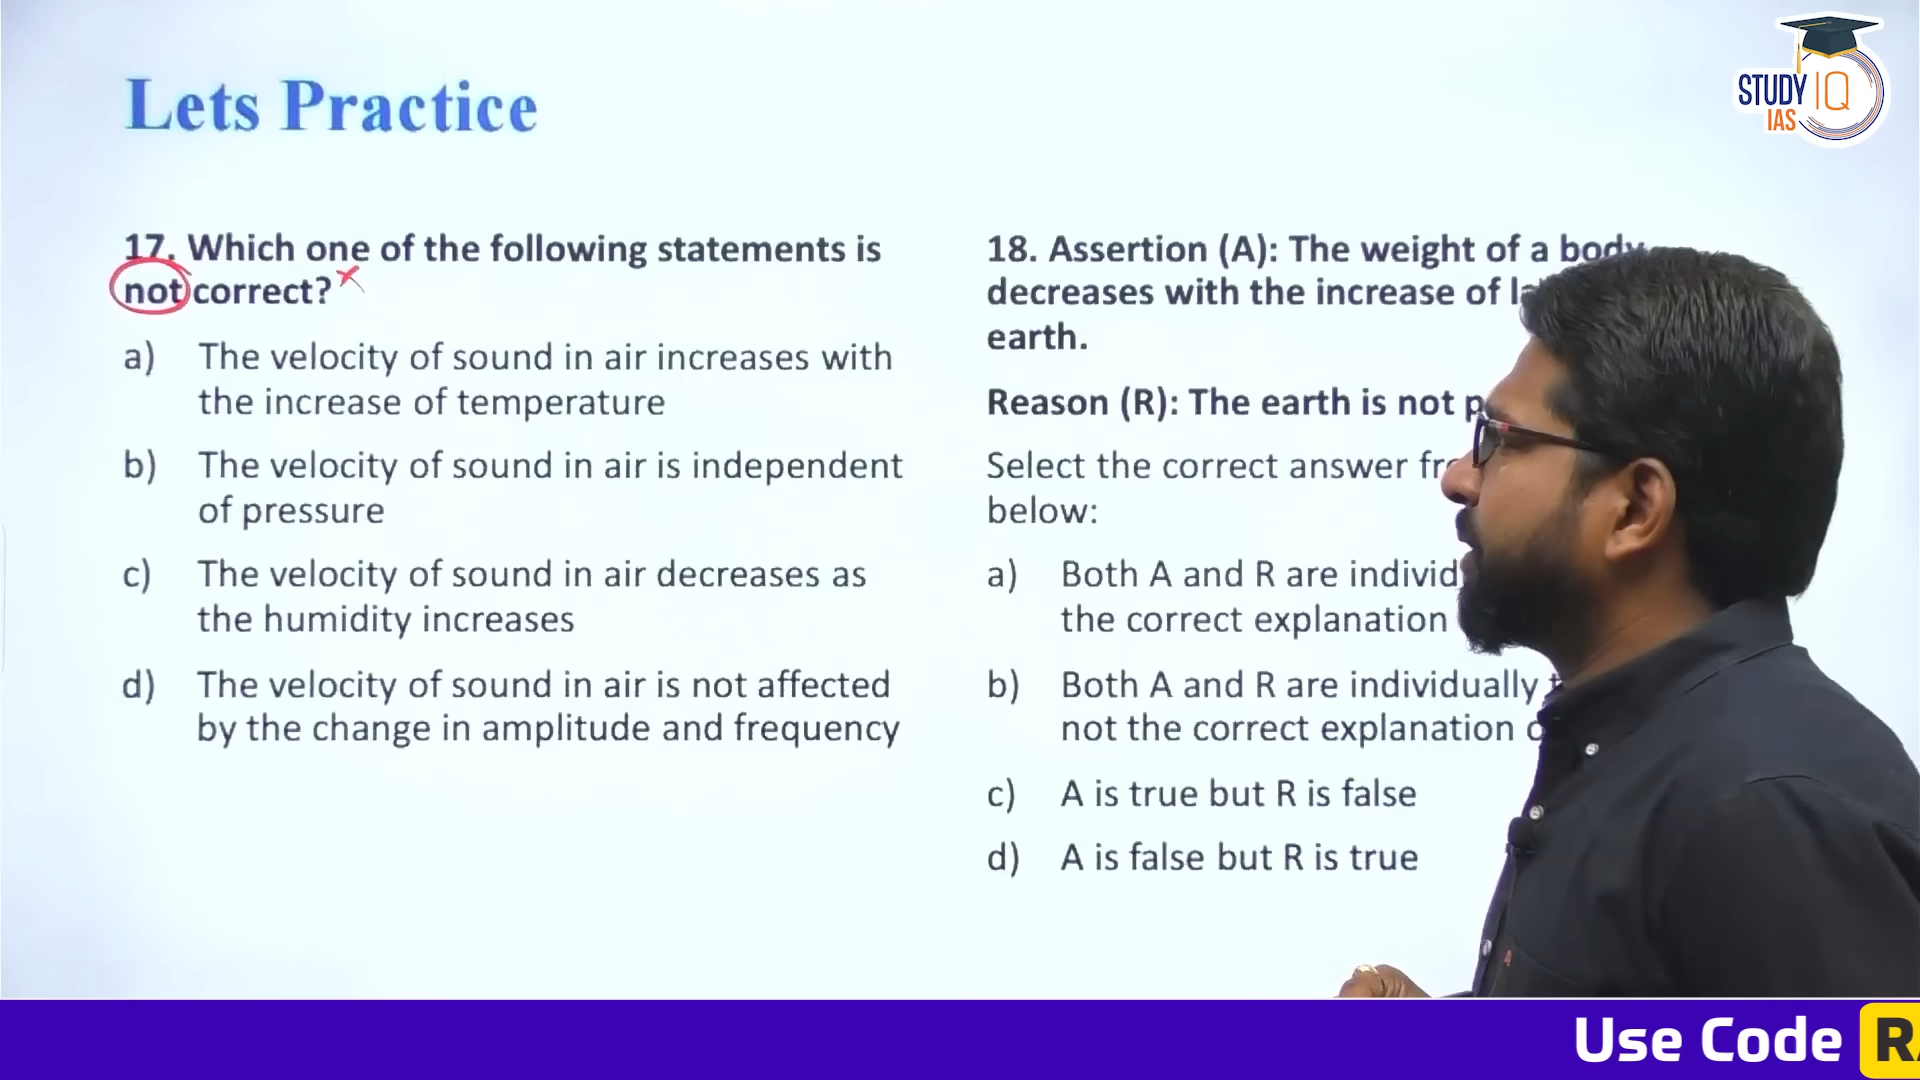 Lets Practice
STUDY IQ
IAS
17. Which one of the following statements is
not correct?
a) The velocity of sound in air increases with
the increase of temperature
b) The velocity of sound in air is independent
of pressure
c) The velocity of sound in air decreases as
the humidity increases
d) The velocity of sound in air is not affected
by the change in amplitude and frequency
18. Assertion (A): The weight of a body
decreases with the increase of
earth.
Reason (R): The earth is not
Select the correct answer
below:
a) Both A and R are
the correct explanation
b) Both A and R are individually
not the correct explanation
c) A is true but R is false
d) A is false but R is true
Use Code